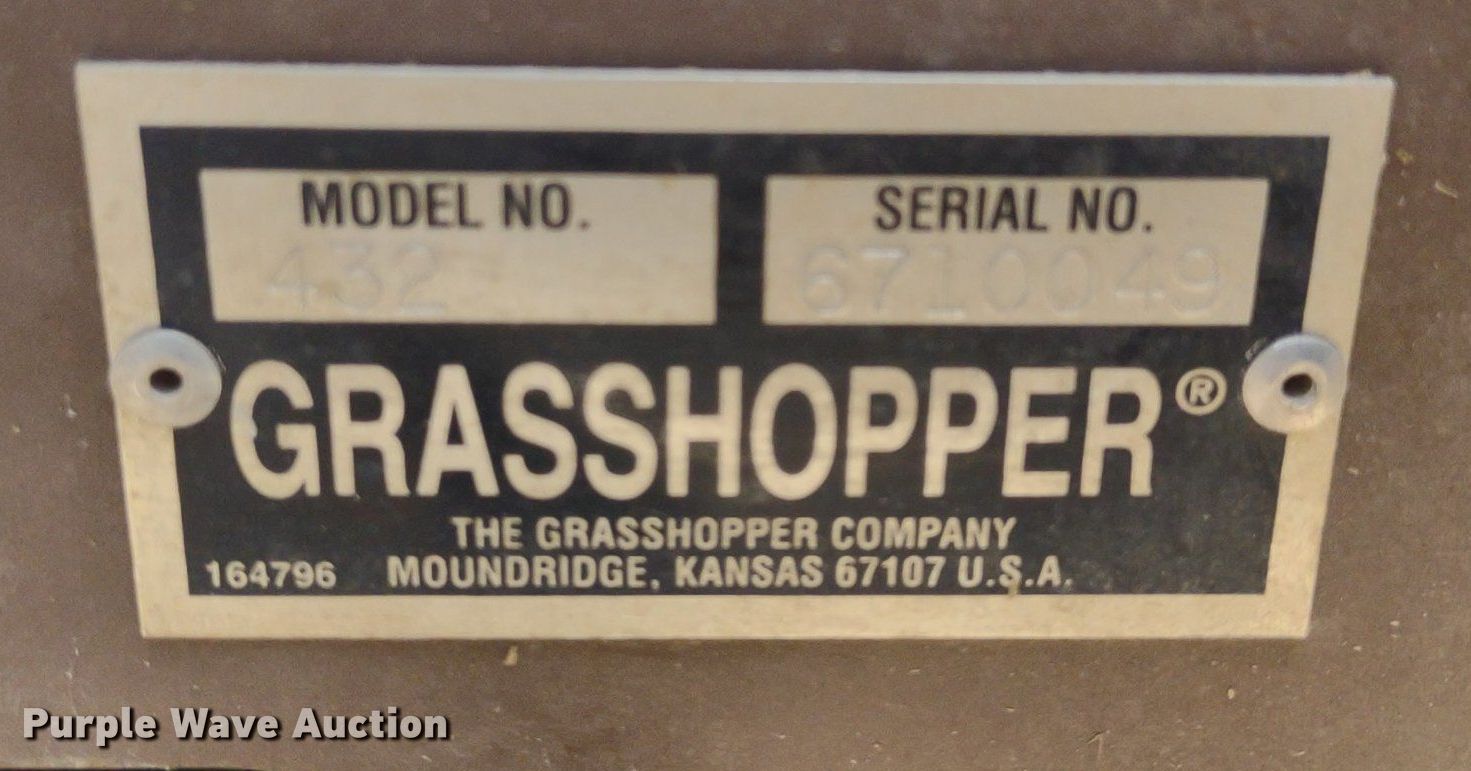 MODEL NO.
432
SERIAL NO.
6710049
GRASSHOPPER®
THE GRASSHOPPER COMPANY
164796 MOUNDRIDGE, KANSAS 67107 U.S.A.
Purple Wave Auction